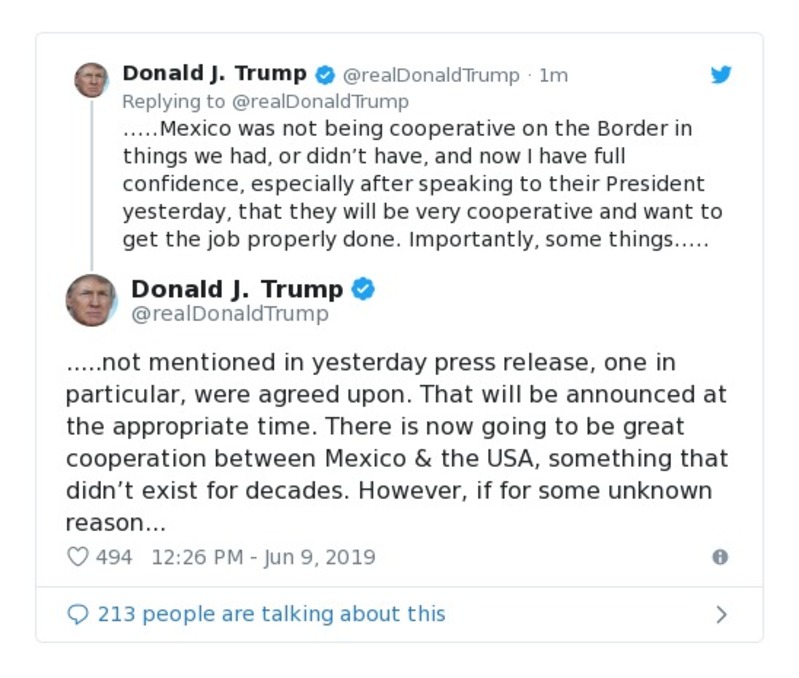 Donald J. Trump @realDonaldTrump · 1m
Replying to @realDonaldTrump
.....Mexico was not being cooperative on the Border in
things we had, or didn’t have, and now I have full
confidence, especially after speaking to their President
yesterday, that they will be very cooperative and want to
get the job properly done. Importantly, some things.....
Donald J. Trump
@realDonaldTrump
.....not mentioned in yesterday press release, one in
particular, were agreed upon. That will be announced at
the appropriate time. There is now going to be great
cooperation between Mexico & the USA, something that
didn’t exist for decades. However, if for some unknown
reason...
494 12:26 PM - Jun 9, 2019
213 people are talking about this